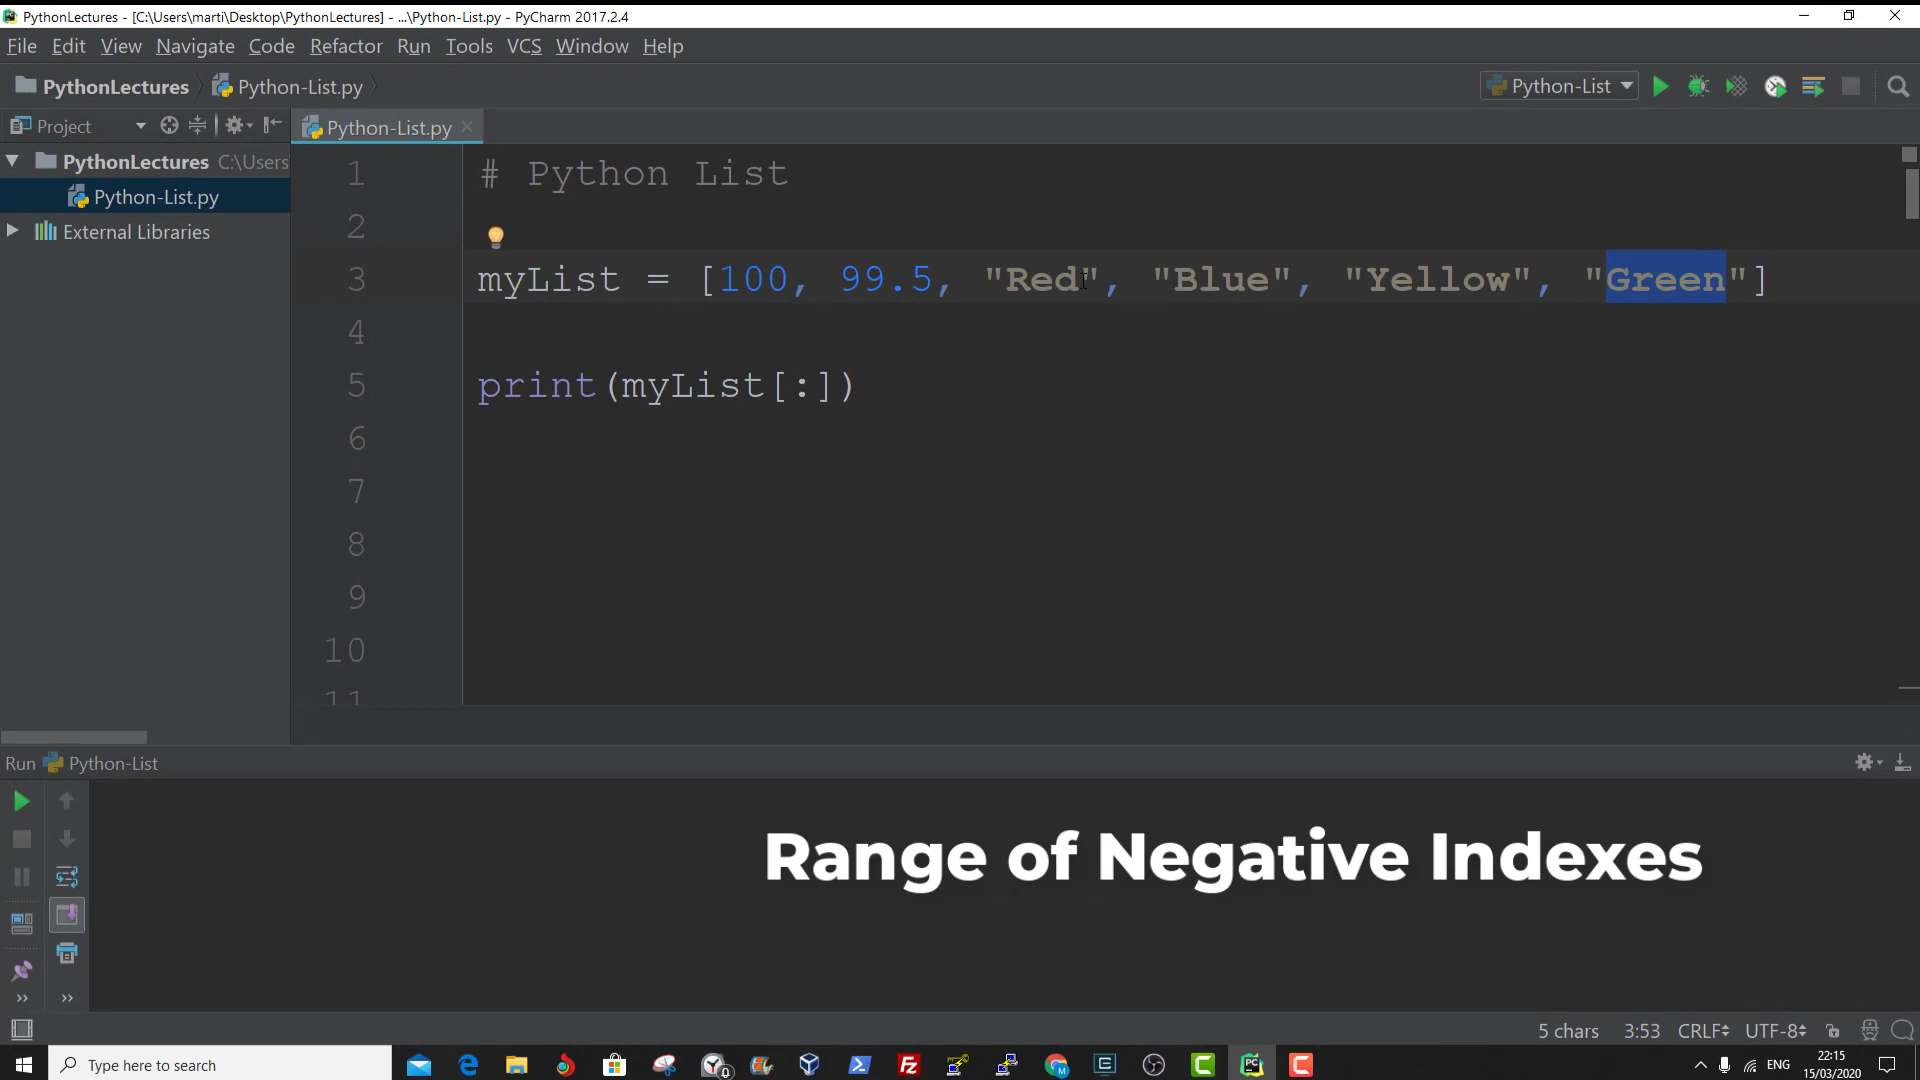 PythonLectures - [C:\Users\marti\Desktop\PythonLectures] - ...\Python-List.py - PyCharm 2017.2.4
File Edit View Navigate Code Refactor Run Tools VCS Window Help
PythonLectures Python-List.py Python-List
Project Python-List.py
PythonLectures C:\Users
Python-List.py
External Libraries
1 # Python List
2
3 myList = [100, 99.5, "Red", "Blue", "Yellow", "Green"]
4
5 print(myList[:])
6
7
8
9
10
11
Run Python-List
Range of Negative Indexes
5 chars 3:53 CRLF UTF-8
Type here to search
ENG 22:15
15/03/2020